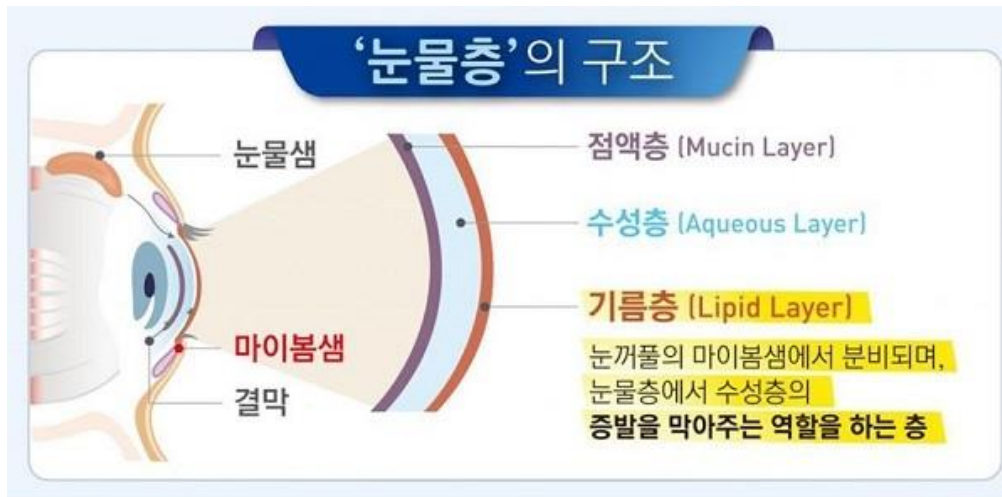 ‘눈물층’의 구조
눈물샘
마이봄샘
결막
점액층 (Mucin Layer)
수성층 (Aqueous Layer)
기름층 (Lipid Layer)
눈꺼풀의 마이봄샘에서 분비되며,
눈물층에서 수성층의
증발을 막아주는 역할을 하는 층